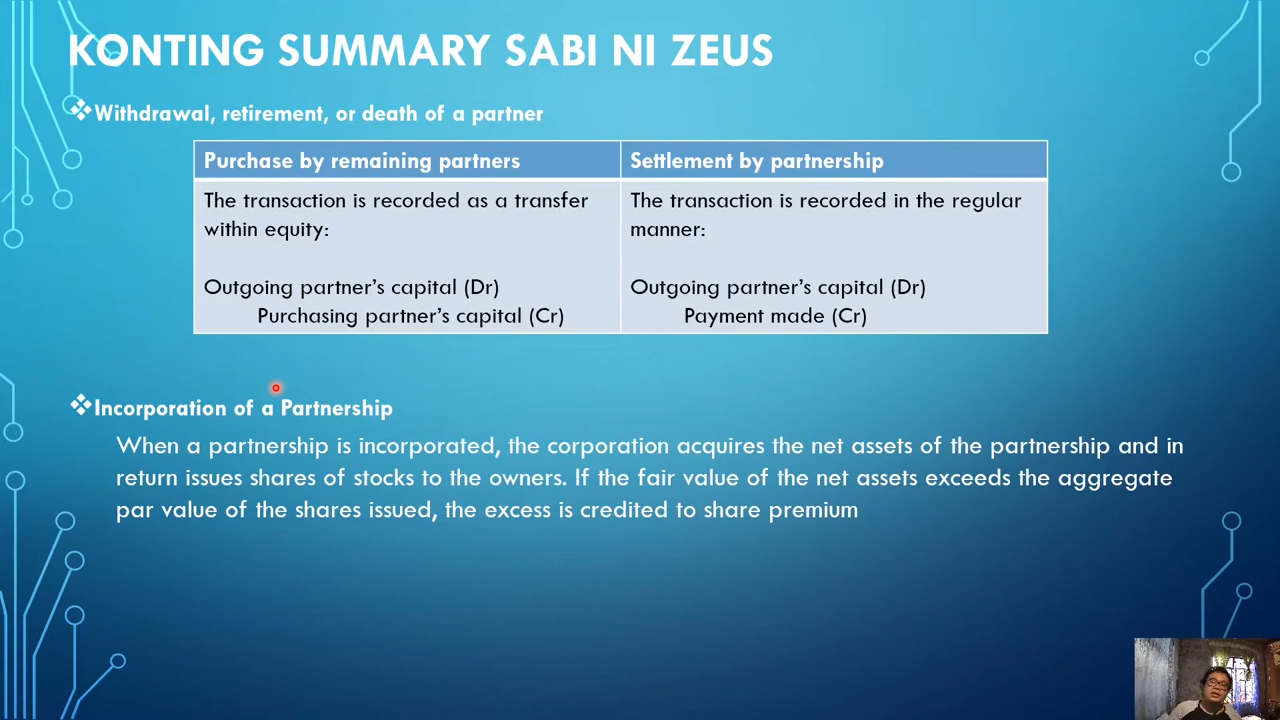 KONTING SUMMARY SABI NI ZEUS
❖Withdrawal, retirement, or death of a partner
Purchase by remaining partners
The transaction is recorded as a transfer
within equity:
Outgoing partner’s capital (Dr)
Purchasing partner’s capital (Cr)
Settlement by partnership
The transaction is recorded in the regular
manner:
Outgoing partner’s capital (Dr)
Payment made (Cr)
❖Incorporation of a Partnership
When a partnership is incorporated, the corporation acquires the net assets of the partnership and in
return issues shares of stocks to the owners. If the fair value of the net assets exceeds the aggregate
par value of the shares issued, the excess is credited to share premium